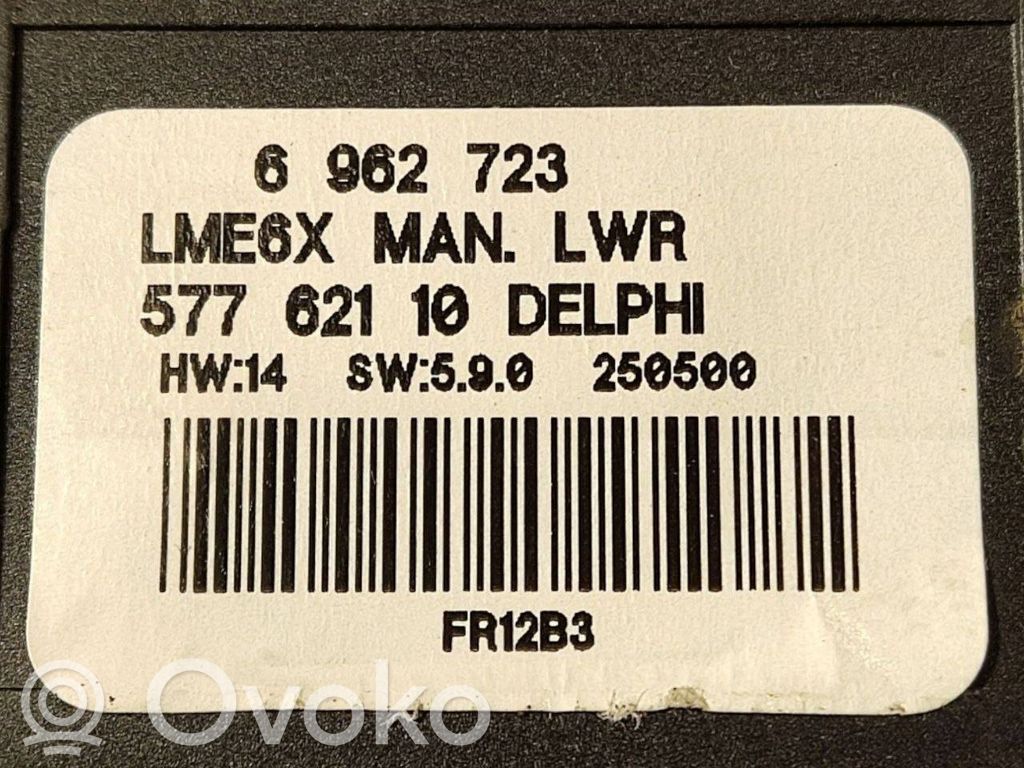 6 962 723
LME6X MAN. LWR
577 621 10 DELPHI
HW:14 SW:5.9.0 250500
FR12B3
Ovoko